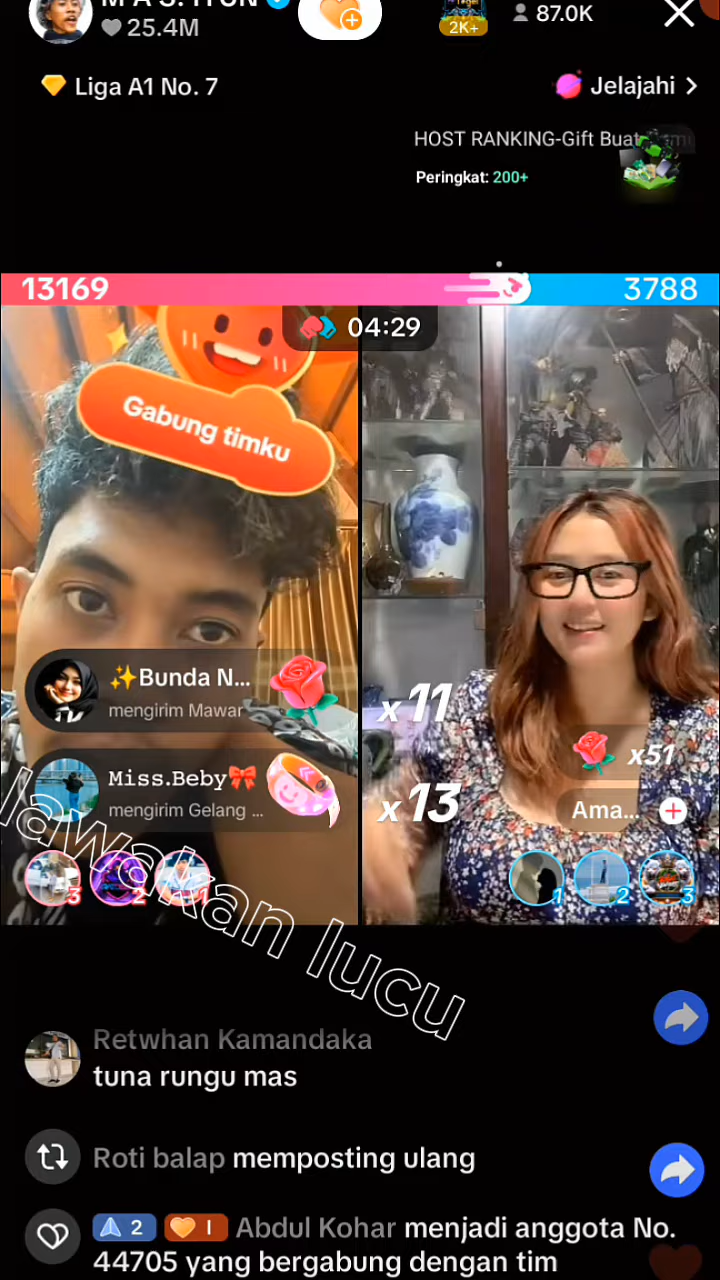 25.4M
2K+
87.0K
Liga A1 No. 7
Jelajahi
HOST RANKING-Gift Buat
Peringkat: 200+
13169
3788
04:29
Gabung timku
✨Bunda N...
mengirim Mawar
x 11
x51
Miss.Beby🎀
mengirim Gelang ...
x 13
Ama...
3
2
1
1
2
3
lawakan lucu
Retwhan Kamandaka
tuna rungu mas
Roti balap memposting ulang
2 I Abdul Kohar menjadi anggota No.
44705 yang bergabung dengan tim